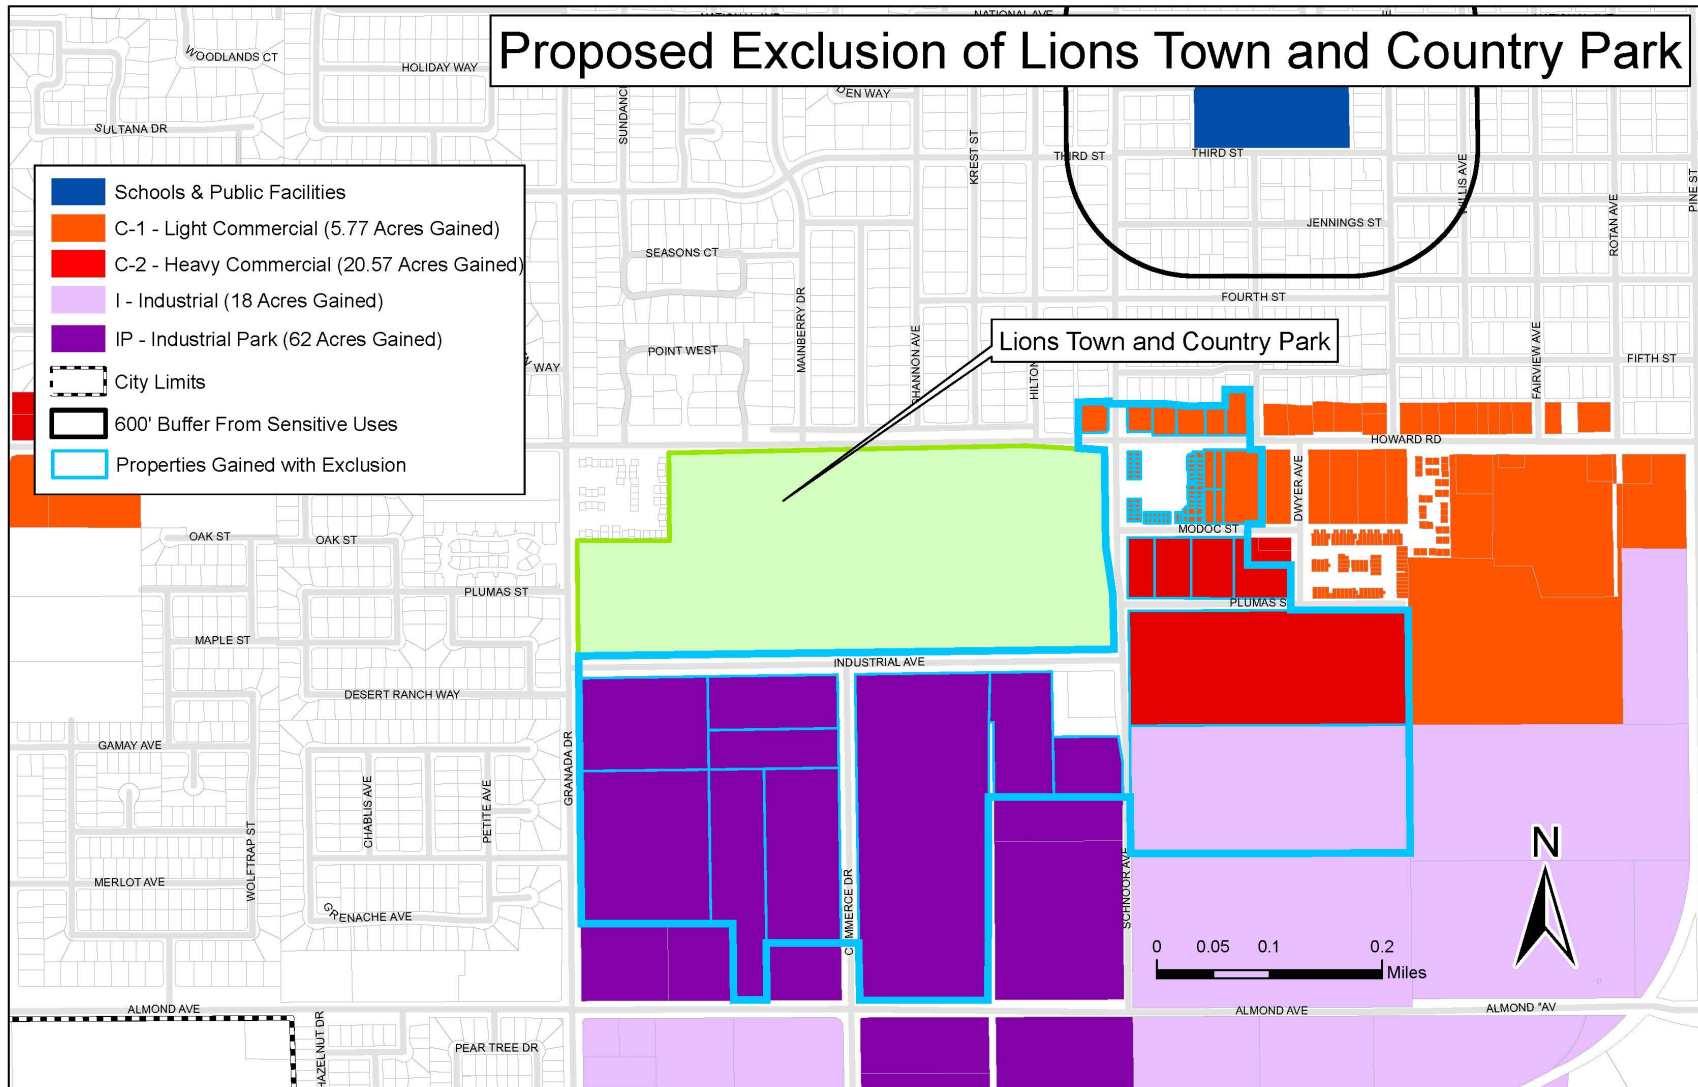 NATIONAL AVE
Proposed Exclusion of Lions Town and Country Park
WOODLANDS CT
HOLIDAY WAY
SULTANA DR
THIRD ST
THIRD ST
KREST ST
PINE ST
Schools & Public Facilities
C-1 - Light Commercial (5.77 Acres Gained)
C-2 - Heavy Commercial (20.57 Acres Gained)
I - Industrial (18 Acres Gained)
IP - Industrial Park (62 Acres Gained)
City Limits
600' Buffer From Sensitive Uses
Properties Gained with Exclusion
JENNINGS ST
ROTAN AVE
SEASONS CT
FOURTH ST
MAINBERRY DR
POINT WEST
WAY
Lions Town and Country Park
HILTON
FAIRVIEW AVE
FIFTH ST
HOWARD RD
DWYER AVE
MODOC ST
OAK ST
OAK ST
PLUMAS ST
PLUMAS S
MAPLE ST
INDUSTRIAL AVE
DESERT RANCH WAY
GAMAY AVE
GRANADA DR
CHABLIS AVE
PETITE AVE
WOLFTRAP ST
MERLOT AVE
GRENACHE AVE
SCHNOOR AVE
N
0 0.05 0.1 0.2
Miles
ALMOND AVE
ALMOND AVE
ALMOND "AV
HAZELNUT DR
PEAR TREE DR